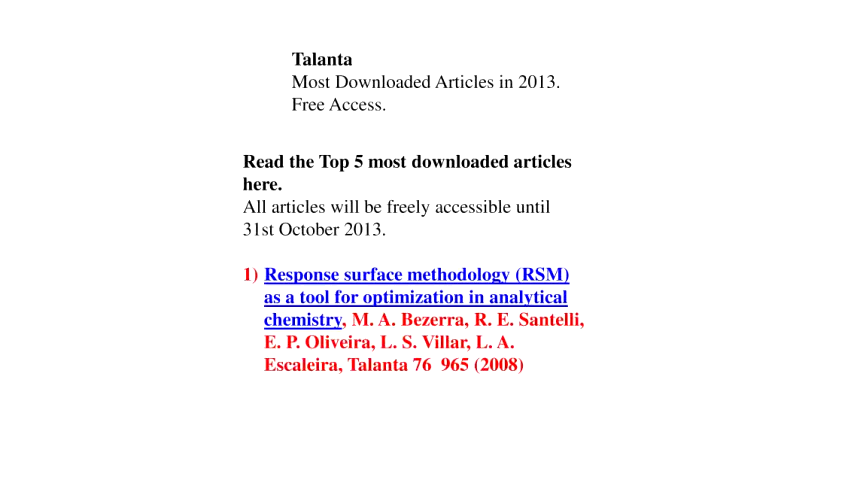 Talanta
Most Downloaded Articles in 2013.
Free Access.
Read the Top 5 most downloaded articles
here.
All articles will be freely accessible until
31st October 2013.
1) Response surface methodology (RSM)
as a tool for optimization in analytical
chemistry, M. A. Bezerra, R. E. Santelli,
E. P. Oliveira, L. S. Villar, L. A.
Escaleira, Talanta 76  965 (2008)